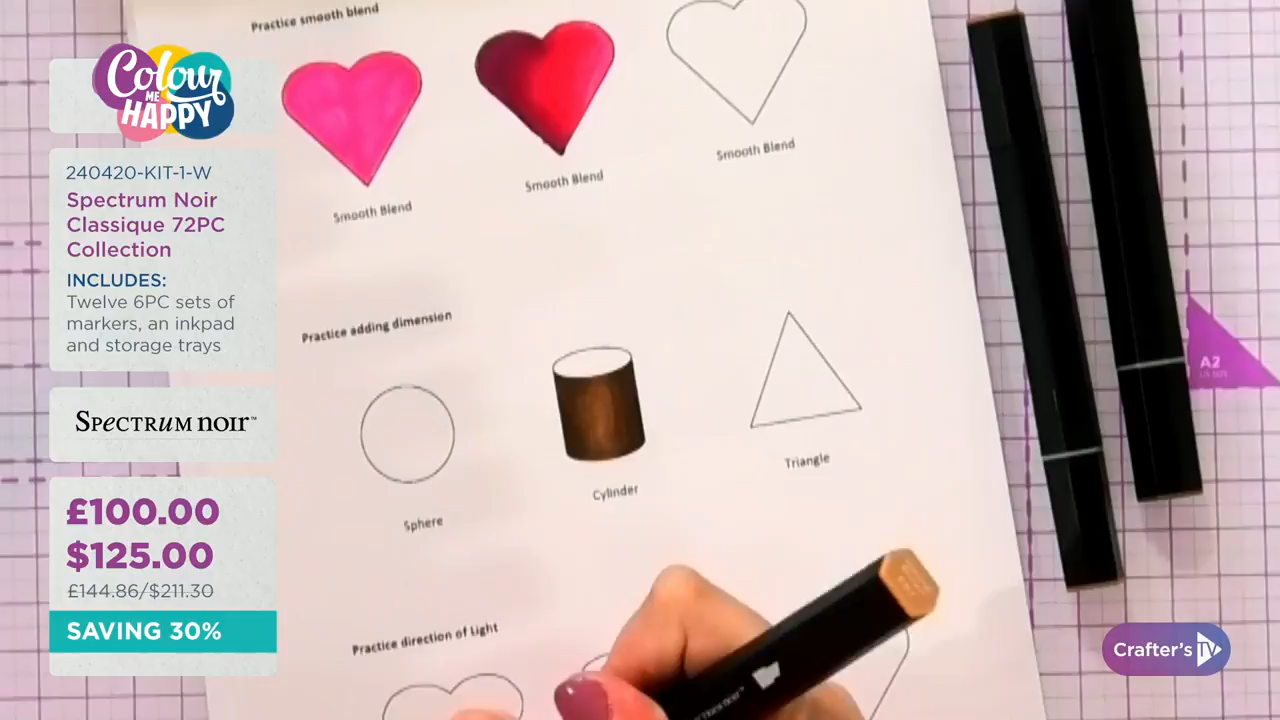 Colour
ME
HAPPY
240420-KIT-1-W
Spectrum Noir
Classique 72PC
Collection
INCLUDES:
Twelve 6PC sets of
markers, an inkpad
and storage trays
SPECTRUM NOIR™
£100.00
$125.00
£144.86/$211.30
SAVING 30%
Practice smooth blend
Smooth Blend
Smooth Blend
Smooth Blend
Practice adding dimension
Sphere
Cylinder
Triangle
Practice direction of Light
A2
Crafter's TV